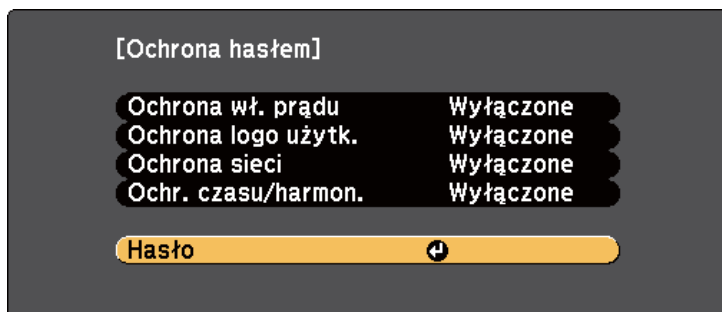 [Ochrona hasłem]
Ochrona wł. prądu Wyłączone
Ochrona logo użytk. Wyłączone
Ochrona sieci Wyłączone
Ochr. czasu/harmon. Wyłączone
Hasło